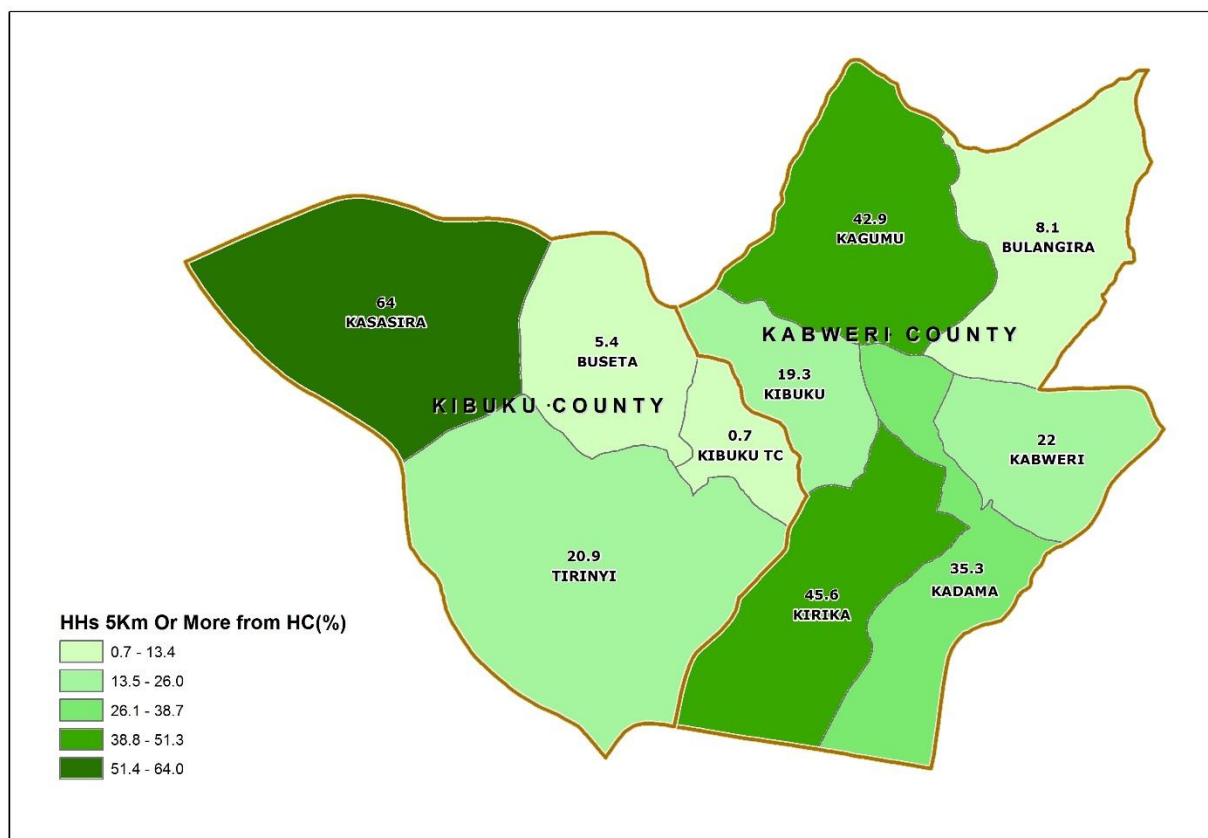 42.9
KAGUMU
8.1
BULANGIRA
64
KASASIRA
KABWERI COUNTY
5.4
BUSETA
19.3
KIBUKU
KIBUKU COUNTY
0.7
KIBUKU TC
22
KABWERI
20.9
TIRINYI
35.3
KADAMA
45.6
KIRIKA
HHs 5Km Or More from HC(%)
0.7 - 13.4
13.5 - 26.0
26.1 - 38.7
38.8 - 51.3
51.4 - 64.0